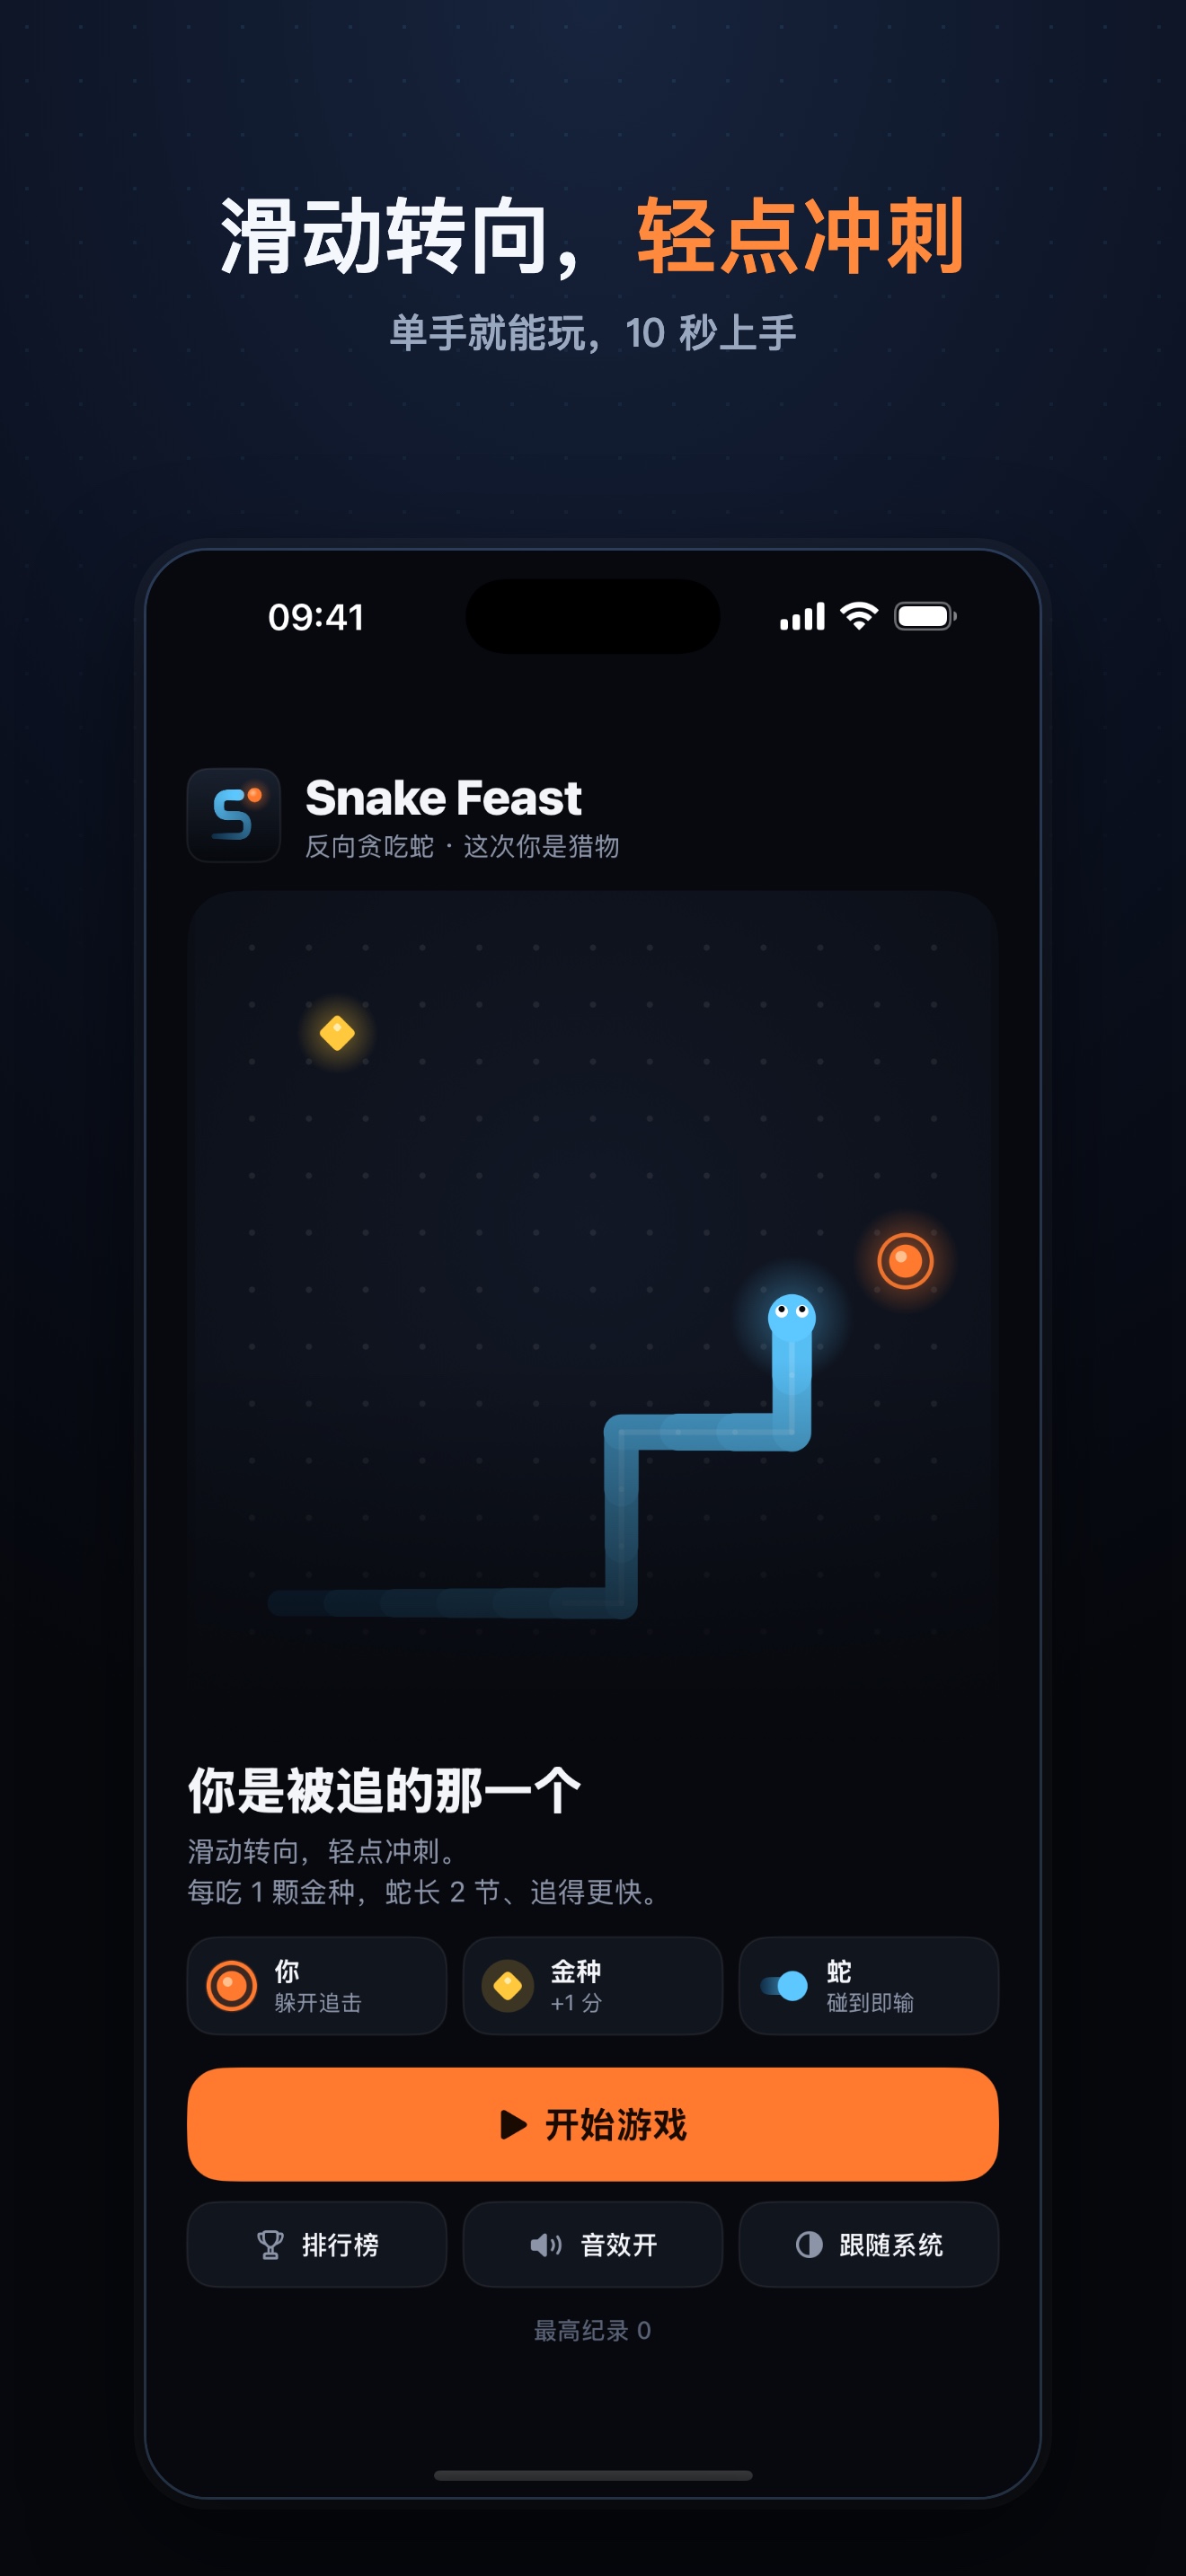 滑动转向，轻点冲刺
单手就能玩，10 秒上手
09:41
Snake Feast
反向贪吃蛇 · 这次你是猎物
你是被追的那一个
滑动转向，轻点冲刺。
每吃 1 颗金种，蛇长 2 节、追得更快。
你
躲开追击
金种
+1 分
蛇
碰到即输
开始游戏
排行榜
音效开
跟随系统
最高纪录 0